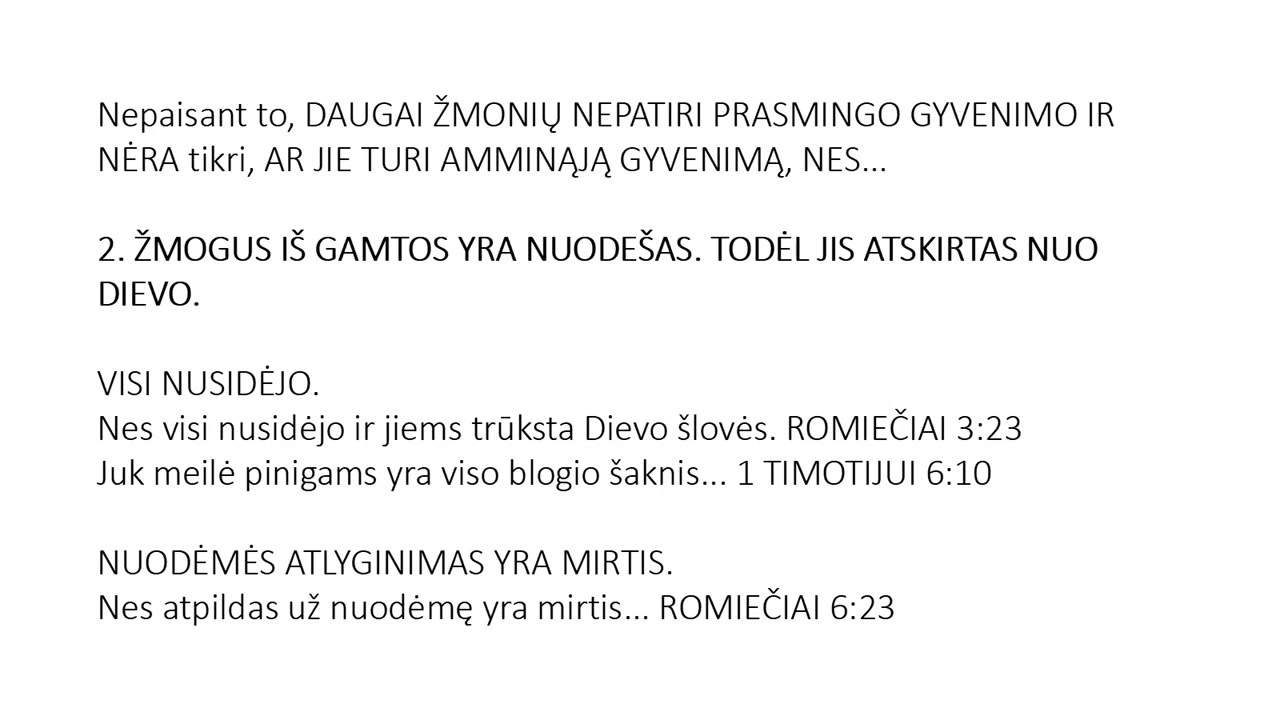 Nepaisant to, DAUGAI ŽMONIŲ NEPATIRI PRASMINGO GYVENIMO IR
NĖRA tikri, AR JIE TURI AMMINĄJĄ GYVENIMĄ, NES...
2. ŽMOGUS IŠ GAMTOS YRA NUODEŠAS. TODĖL JIS ATSKIRTAS NUO
DIEVO.
VISI NUSIDĖJO.
Nes visi nusidėjo ir jiems trūksta Dievo šlovės. ROMIEČIAI 3:23
Juk meilė pinigams yra viso blogio šaknis... 1 TIMOTIJUI 6:10
NUODĖMĖS ATLYGINIMAS YRA MIRTIS.
Nes atpildas už nuodėmę yra mirtis... ROMIEČIAI 6:23